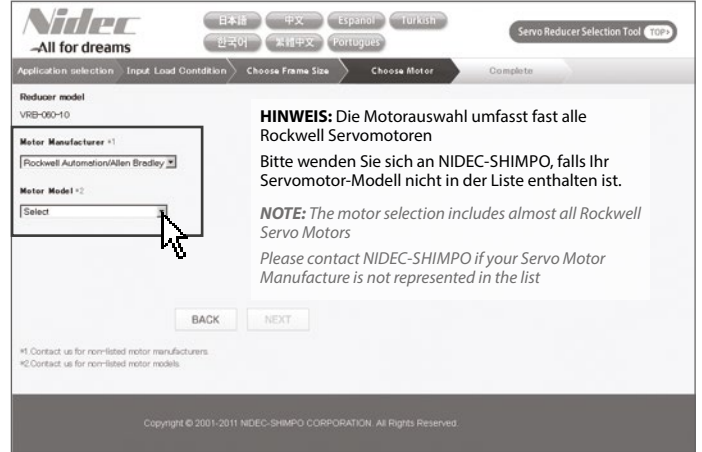 Nidec
-All for dreams
日本語 中文 Espanol Turkish
한국어 繁體中文 Portugues
Servo Reducer Selection Tool TOP>
Application selection Input Load Contdition Choose Frame Size Choose Motor Complete
Reducer model
VRB-060-10
Motor Manufacturer *1
Rockwell Automation/Allen Bradley
Motor Model *2
Select
HINWEIS: Die Motorauswahl umfasst fast alle
Rockwell Servomotoren
Bitte wenden Sie sich an NIDEC-SHIMPO, falls Ihr
Servomotor-Modell nicht in der Liste enthalten ist.
NOTE: The motor selection includes almost all Rockwell
Servo Motors
Please contact NIDEC-SHIMPO if your Servo Motor
Manufacture is not represented in the list
BACK NEXT
*1.Contact us for non-listed motor manufacturers.
*2.Contact us for non-listed motor models.
Copyright © 2001-2011 NIDEC-SHIMPO CORPORATION. All Rights Reserved.